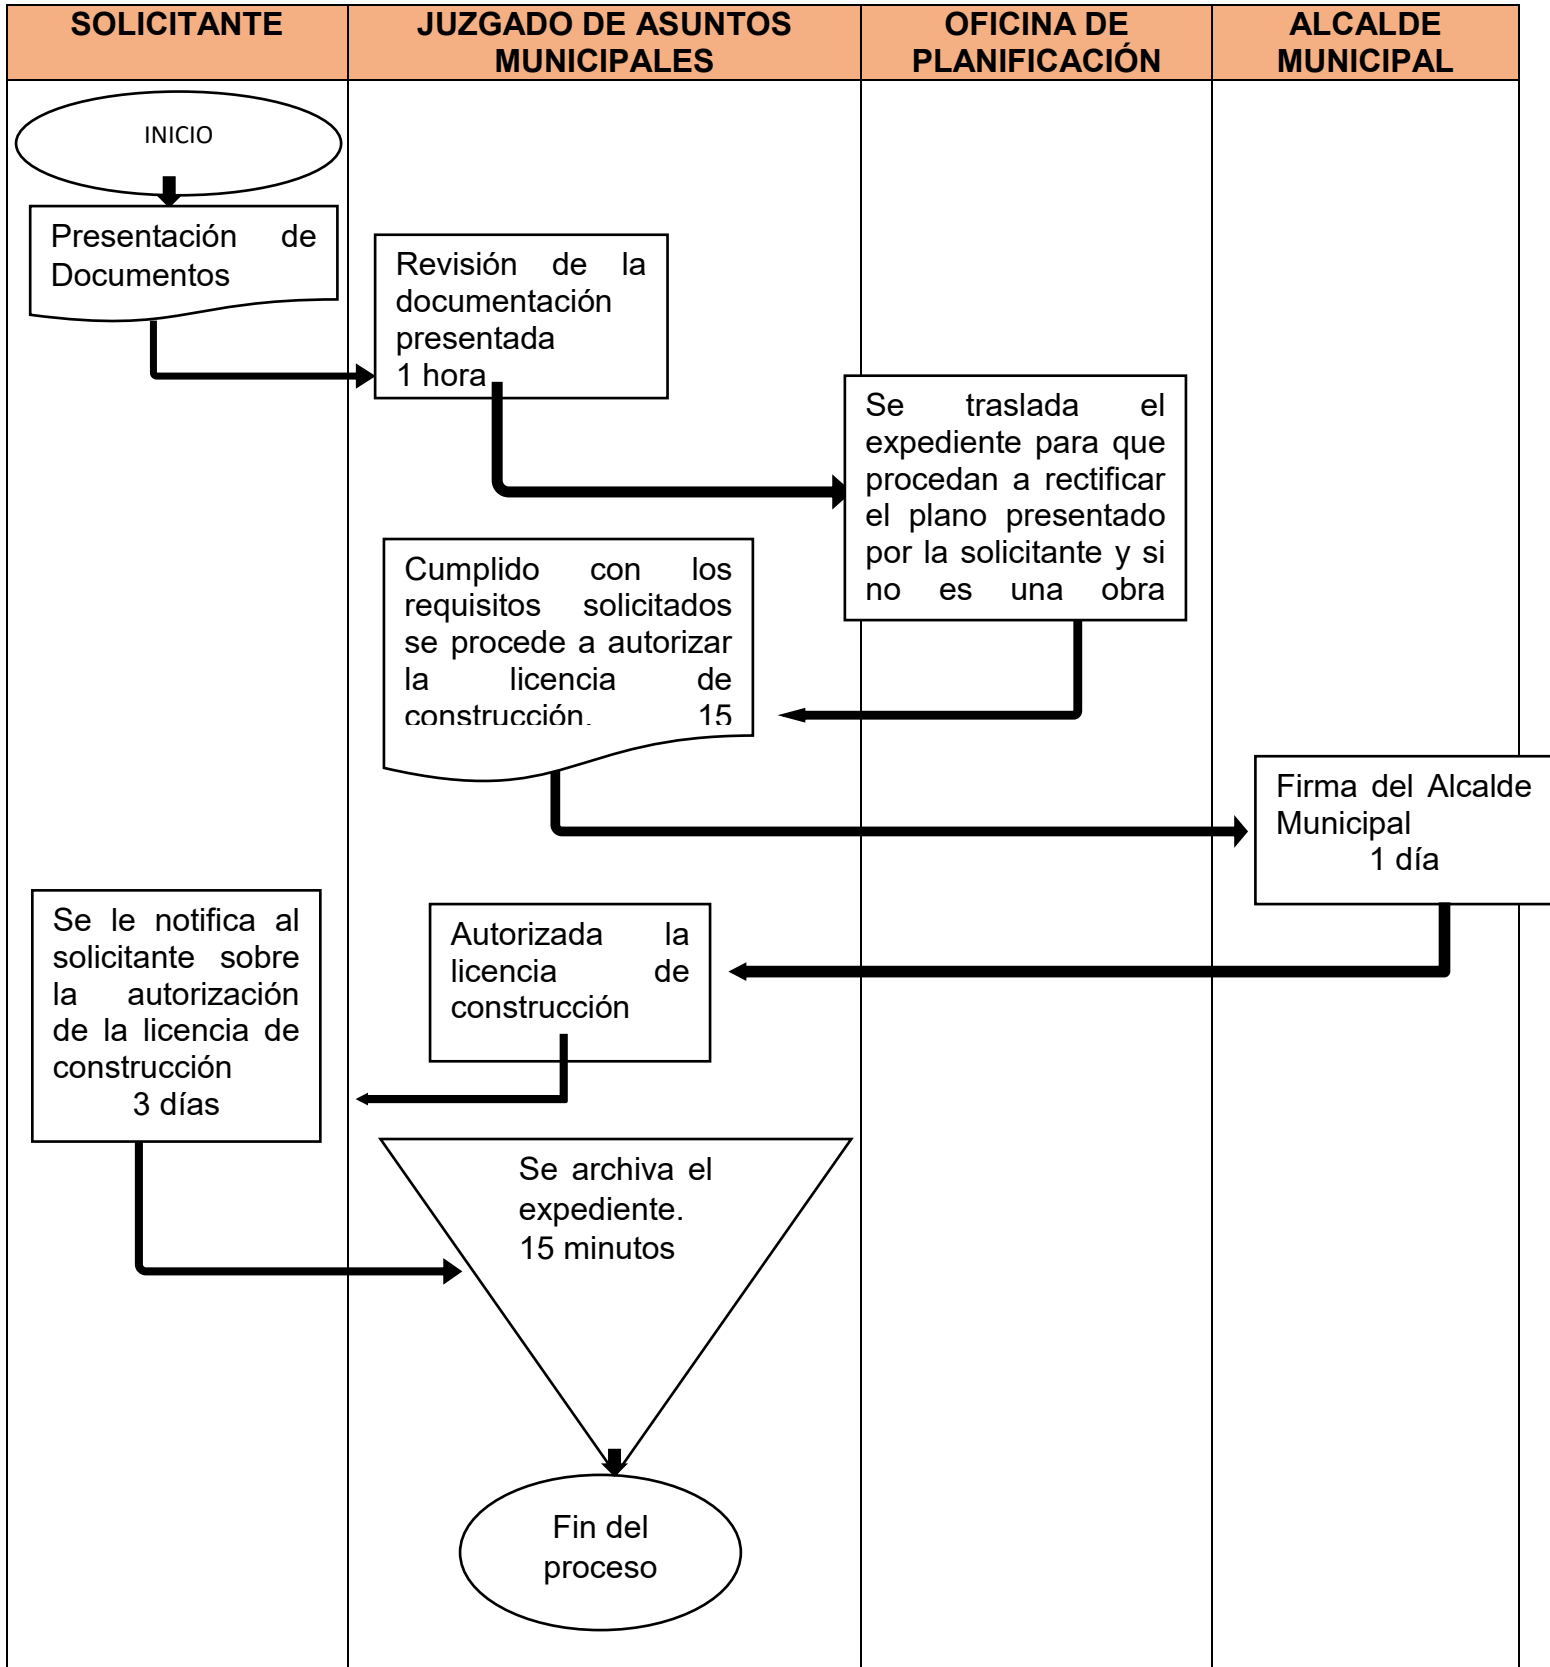 SOLICITANTE
JUZGADO DE ASUNTOS
MUNICIPALES
OFICINA DE
PLANIFICACIÓN
ALCALDE
MUNICIPAL
INICIO
Presentación de
Documentos
Revisión de la
documentación
presentada
1 hora
Se traslada el
expediente para que
procedan a rectificar
el plano presentado
por la solicitante y si
no es una obra
Cumplido con los
requisitos solicitados
se procede a autorizar
la licencia de
construcción. 15
Firma del Alcalde
Municipal
1 día
Autorizada la
licencia de
construcción
Se le notifica al
solicitante sobre
la autorización
de la licencia de
construcción
3 días
Se archiva el
expediente.
15 minutos
Fin del
proceso